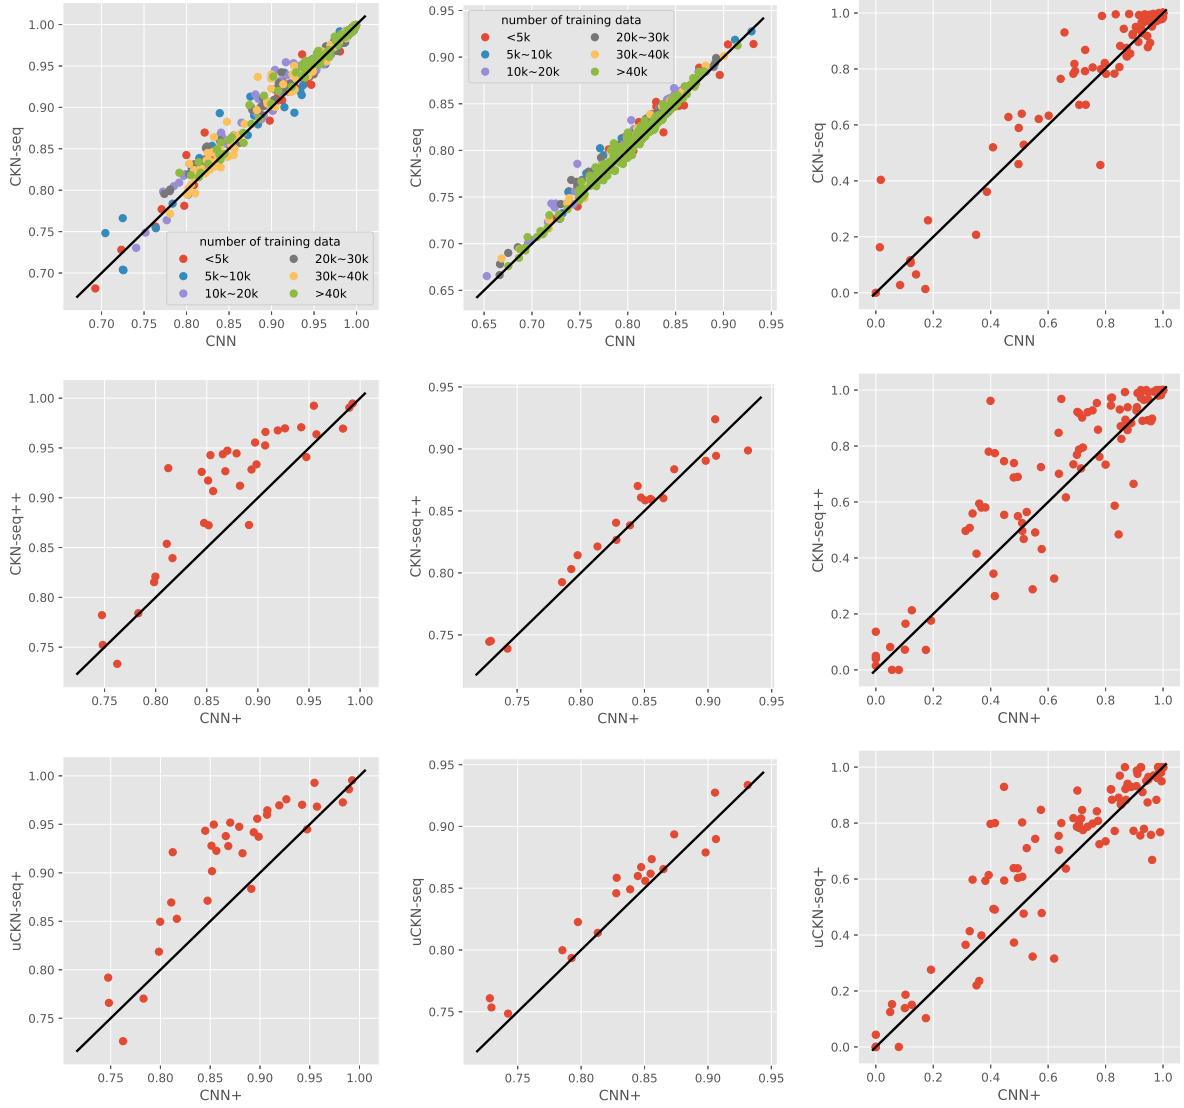 1.00
0.95
0.90
0.85
0.80
0.75
0.70
CKN-seq
number of training data
<5k
20k~30k
5k~10k
30k~40k
10k~20k
>40k
0.70 0.75 0.80 0.85 0.90 0.95 1.00
CNN
0.95
0.90
0.85
0.80
0.75
0.70
0.65
CKN-seq
number of training data
<5k
20k~30k
5k~10k
30k~40k
10k~20k
>40k
0.65 0.70 0.75 0.80 0.85 0.90 0.95
CNN
1.0
0.8
0.6
0.4
0.2
0.0
CKN-seq
0.0 0.2 0.4 0.6 0.8 1.0
CNN
1.00
0.95
0.90
0.85
0.80
0.75
CKN-seq++
0.75 0.80 0.85 0.90 0.95 1.00
CNN+
0.95
0.90
0.85
0.80
0.75
CKN-seq++
0.75 0.80 0.85 0.90 0.95
CNN+
1.0
0.8
0.6
0.4
0.2
0.0
CKN-seq++
0.0 0.2 0.4 0.6 0.8 1.0
CNN+
1.00
0.95
0.90
0.85
0.80
0.75
uCKN-seq+
0.75 0.80 0.85 0.90 0.95 1.00
CNN+
0.95
0.90
0.85
0.80
0.75
uCKN-seq+
0.75 0.80 0.85 0.90 0.95
CNN+
1.0
0.8
0.6
0.4
0.2
0.0
uCKN-seq+
0.0 0.2 0.4 0.6 0.8 1.0
CNN+